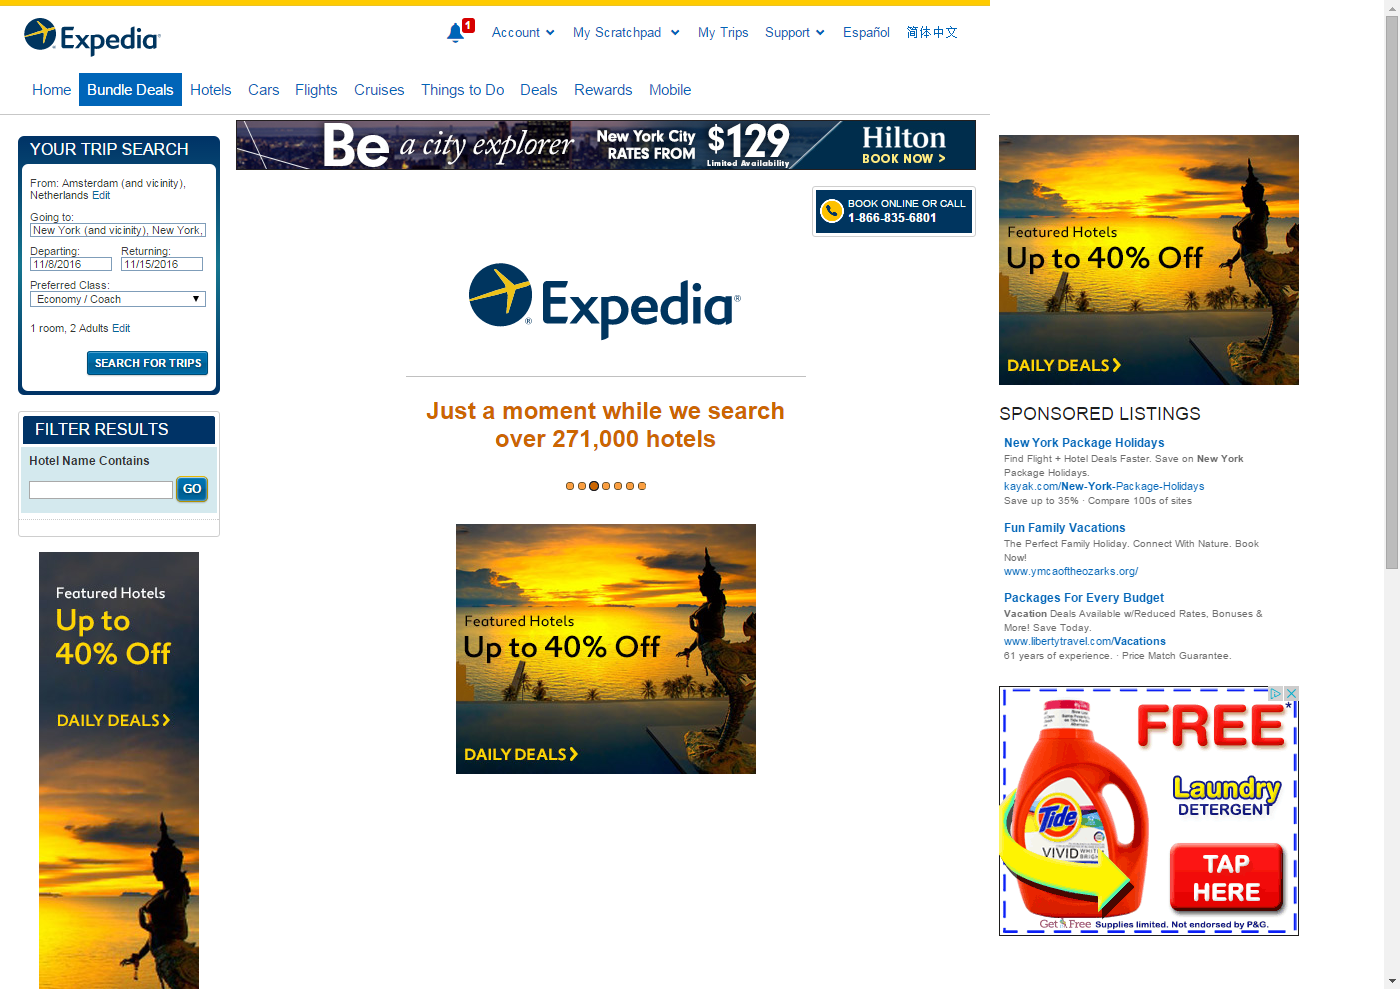 Expedia
1
Account
My Scratchpad
My Trips
Support
Español
简体中文
Home
Bundle Deals
Hotels
Cars
Flights
Cruises
Things to Do
Deals
Rewards
Mobile
YOUR TRIP SEARCH
From: Amsterdam (and vicinity),
Netherlands Edit
Going to:
New York (and vicinity), New York,
Departing:
Returning:
11/8/2016
11/15/2016
Preferred Class:
Economy / Coach
1 room, 2 Adults Edit
SEARCH FOR TRIPS
FILTER RESULTS
Hotel Name Contains
GO
Featured Hotels
Up to
40% Off
DAILY DEALS
Be a city explorer
New York City
RATES FROM
$129
Limited Availability
Hilton
BOOK NOW >
BOOK ONLINE OR CALL
1-866-835-6801
Expedia®
Just a moment while we search
over 271,000 hotels
Featured Hotels
Up to 40% Off
DAILY DEALS
Featured Hotels
Up to 40% Off
DAILY DEALS
SPONSORED LISTINGS
New York Package Holidays
Find Flight + Hotel Deals Faster. Save on New York
Package Holidays.
kayak.com/New-York-Package-Holidays
Save up to 35% · Compare 100s of sites
Fun Family Vacations
The Perfect Family Holiday. Connect With Nature. Book
Now!
www.ymcaoftheozarks.org/
Packages For Every Budget
Vacation Deals Available w/Reduced Rates, Bonuses &
More! Save Today.
www.libertytravel.com/Vacations
61 years of experience. · Price Match Guarantee.
FREE*
Laundry
DETERGENT
Tide
VIVID WHITE
BRIGHT
TAP
HERE
Get It Free
Supplies limited. Not endorsed by P&G.